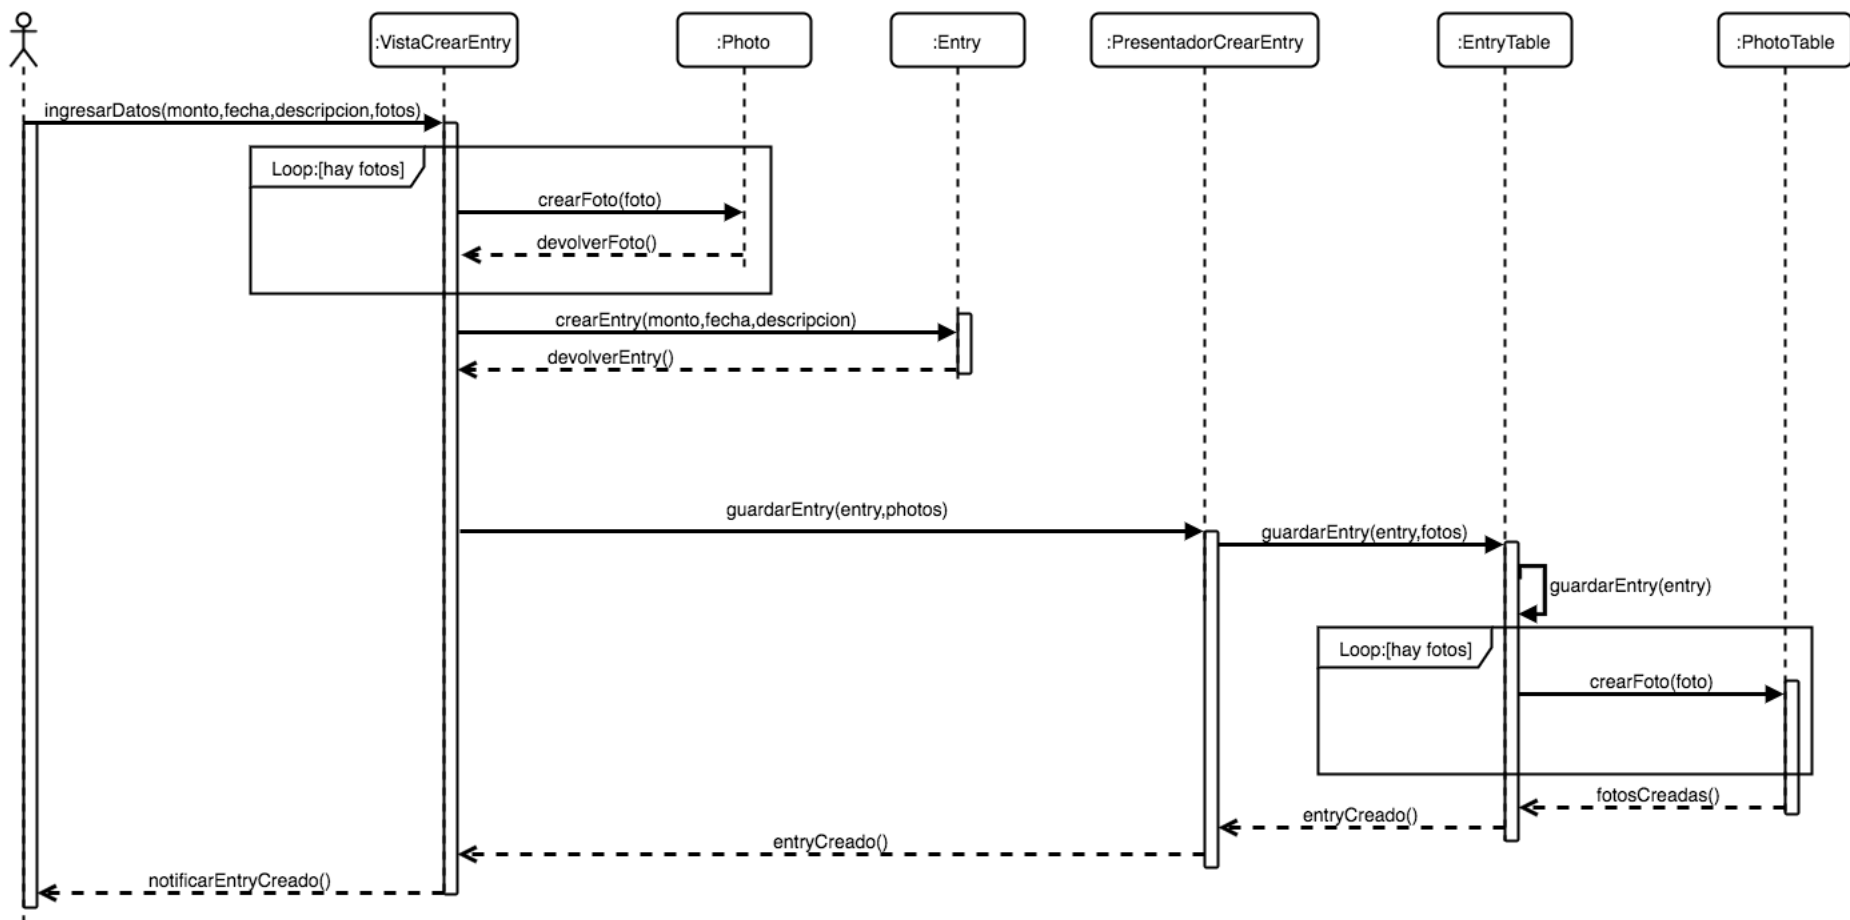 :VistaCrearEntry
:Photo
:Entry
:PresentadorCrearEntry
:EntryTable
:PhotoTable
ingresarDatos(monto,fecha,descripcion,fotos)
Loop:[hay fotos]
crearFoto(foto)
devolverFoto()
crearEntry(monto,fecha,descripcion)
devolverEntry()
guardarEntry(entry,photos)
guardarEntry(entry,fotos)
guardarEntry(entry)
Loop:[hay fotos]
crearFoto(foto)
fotosCreadas()
entryCreado()
entryCreado()
notificarEntryCreado()